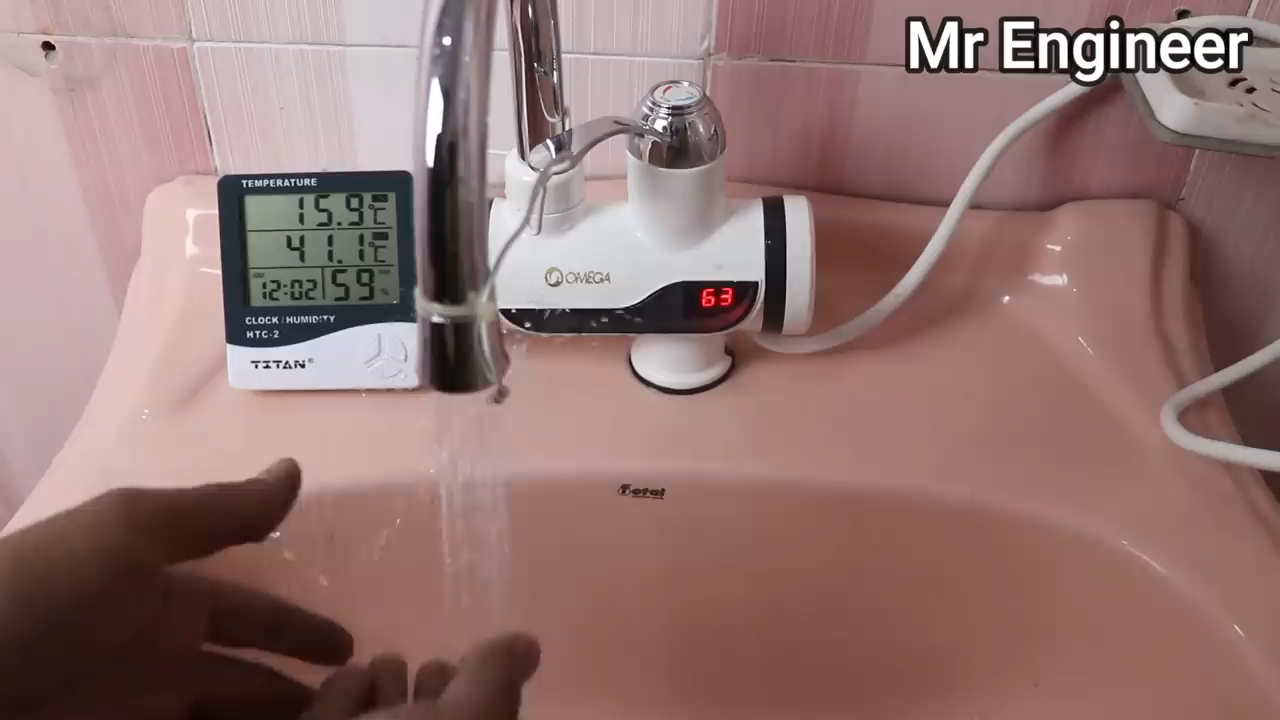 Mr Engineer
TEMPERATURE
15.9°C
41.1°C
12:02 59%
CLOCK / HUMIDITY
HTC-2
TITAN®
OMEGA
63
Total